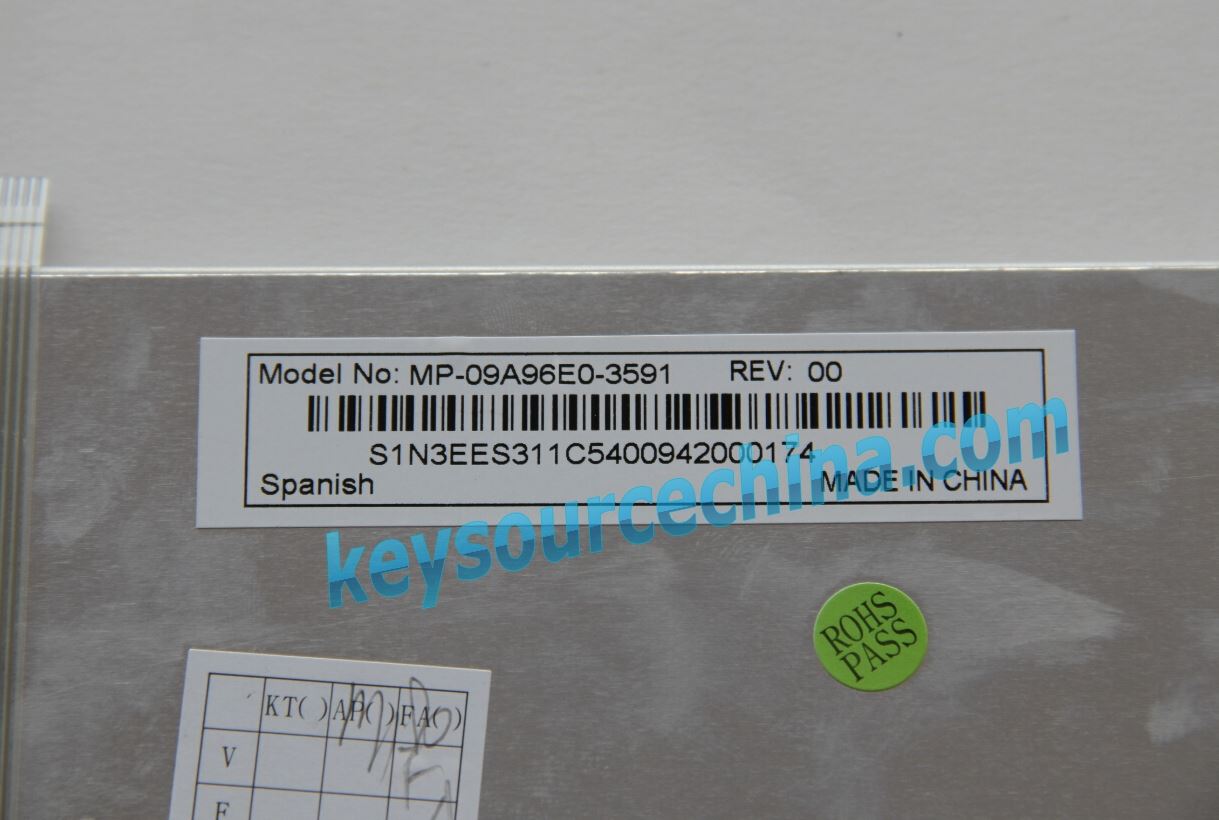 Model No: MP-09A96E0-3591 REV: 00
S1N3EES311C5400942000174
Spanish MADE IN CHINA
keysourcechina.com
ROHS
PASS
KT( ) AP( ) FA( )
V